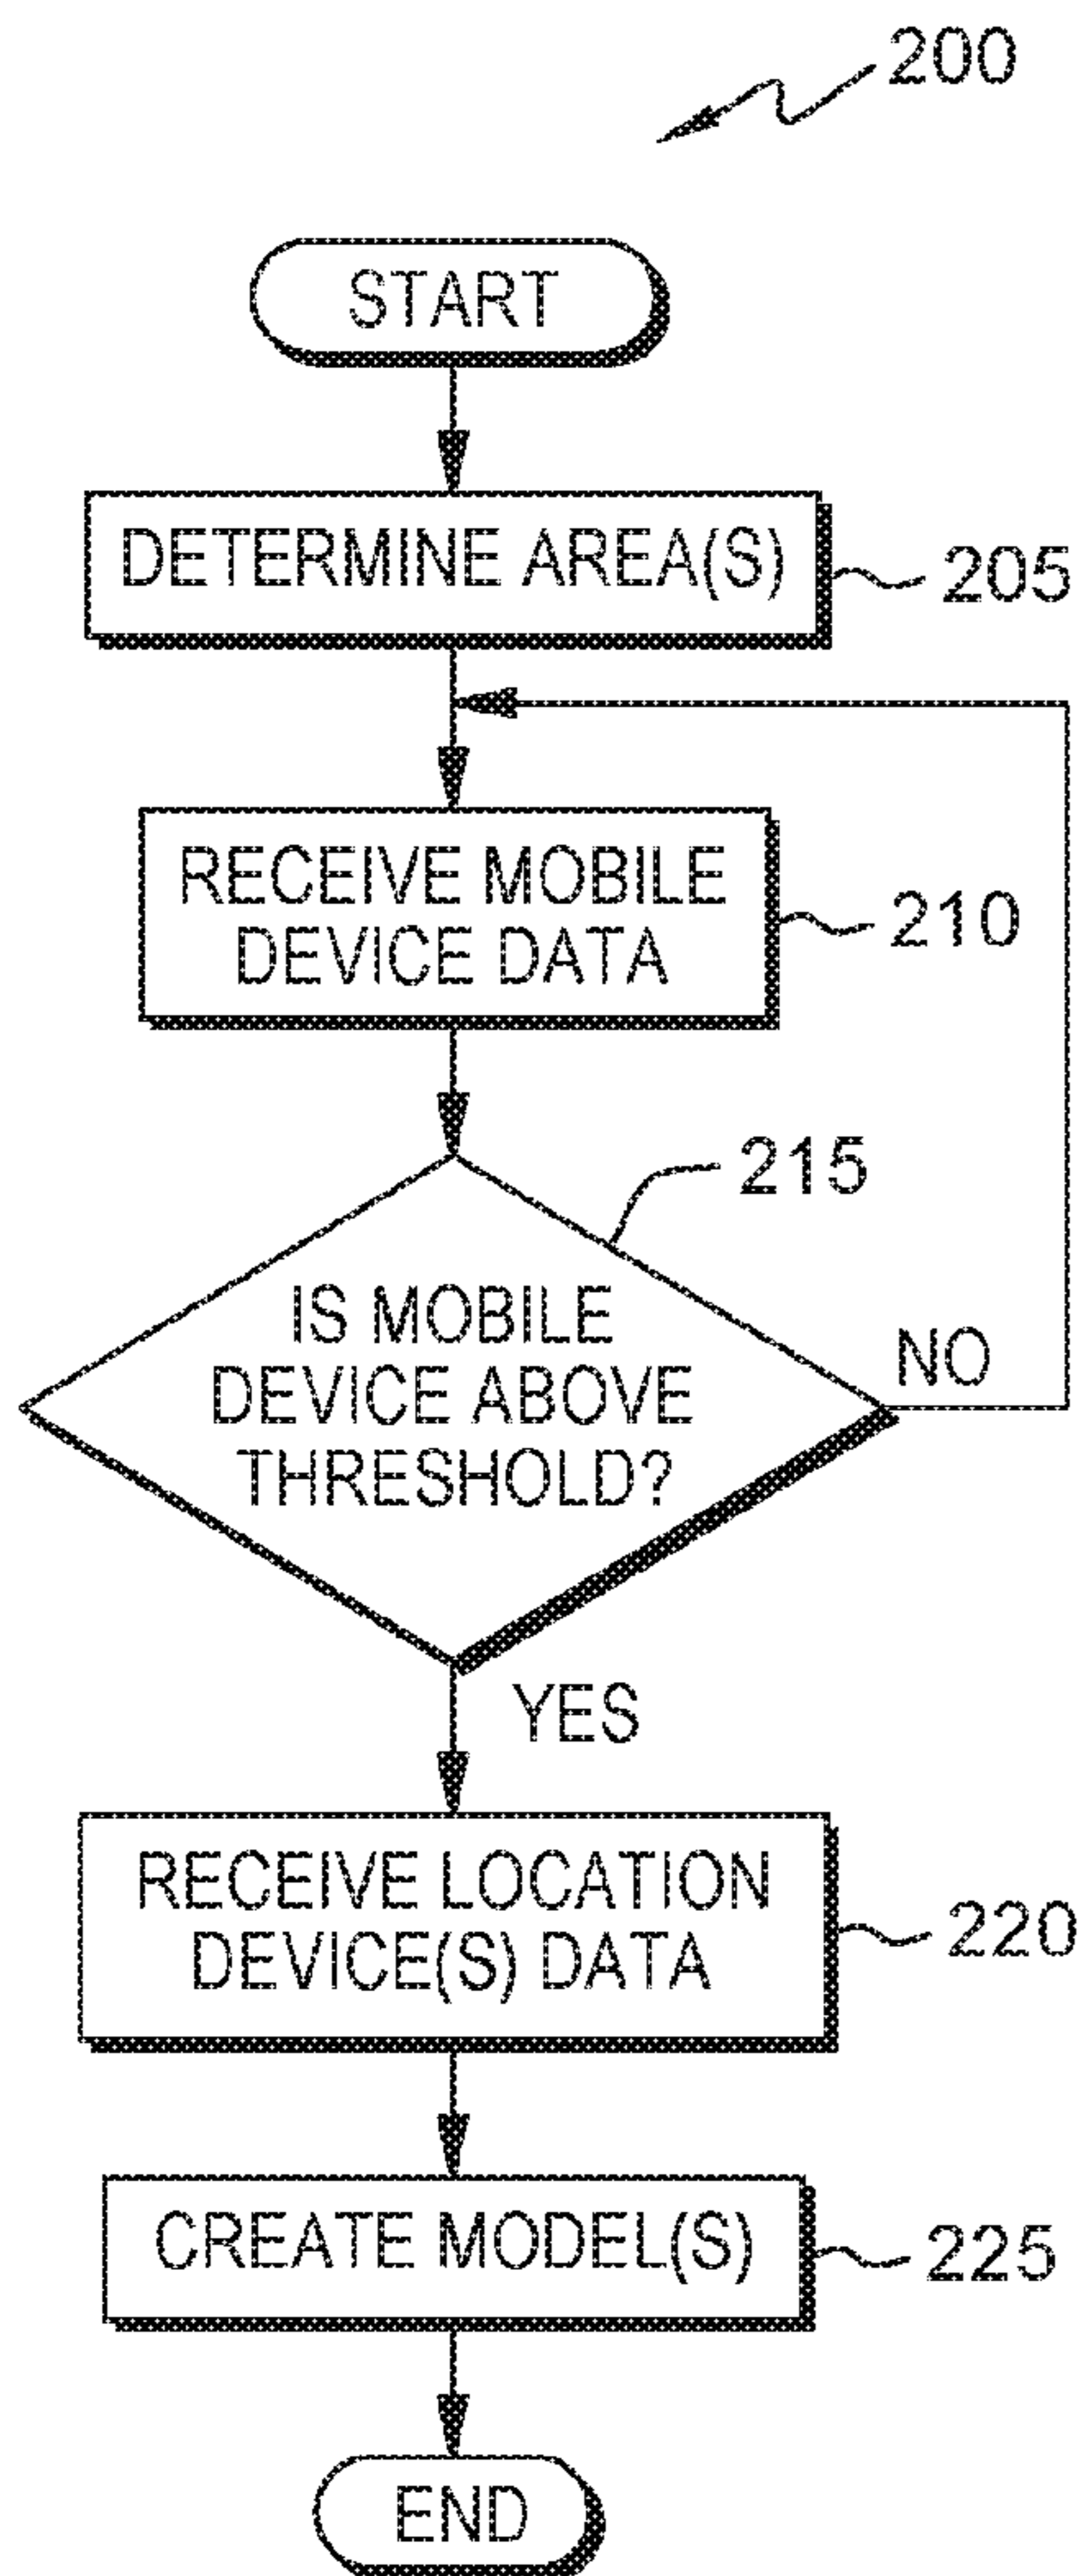 200
START
DETERMINE AREA(S)
205
RECEIVE MOBILE
DEVICE DATA
210
215
IS MOBILE
DEVICE ABOVE
THRESHOLD?
NO
YES
RECEIVE LOCATION
DEVICE(S) DATA
220
CREATE MODEL(S)
225
END